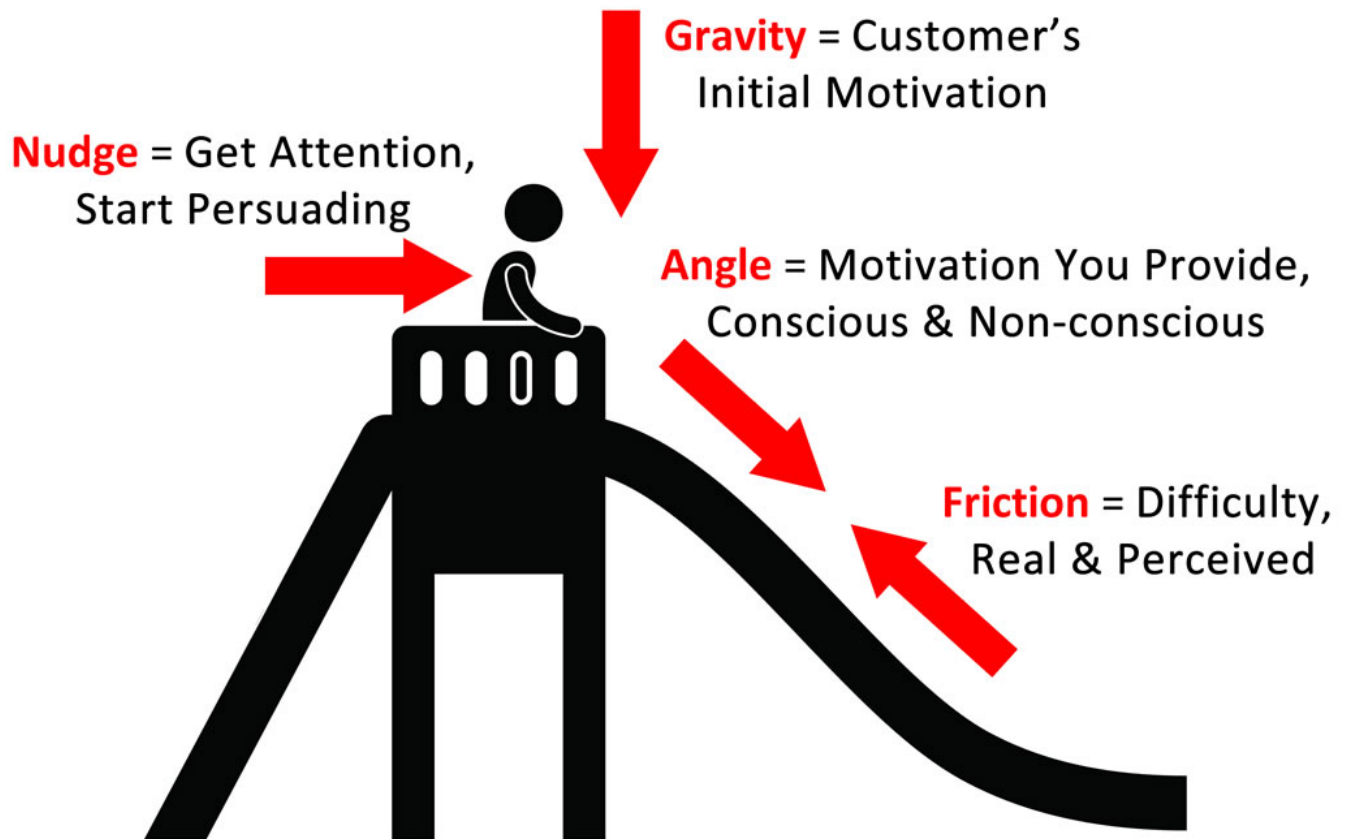 Gravity = Customer’s
Initial Motivation
Nudge = Get Attention,
Start Persuading
Angle = Motivation You Provide,
Conscious & Non-conscious
Friction = Difficulty,
Real & Perceived